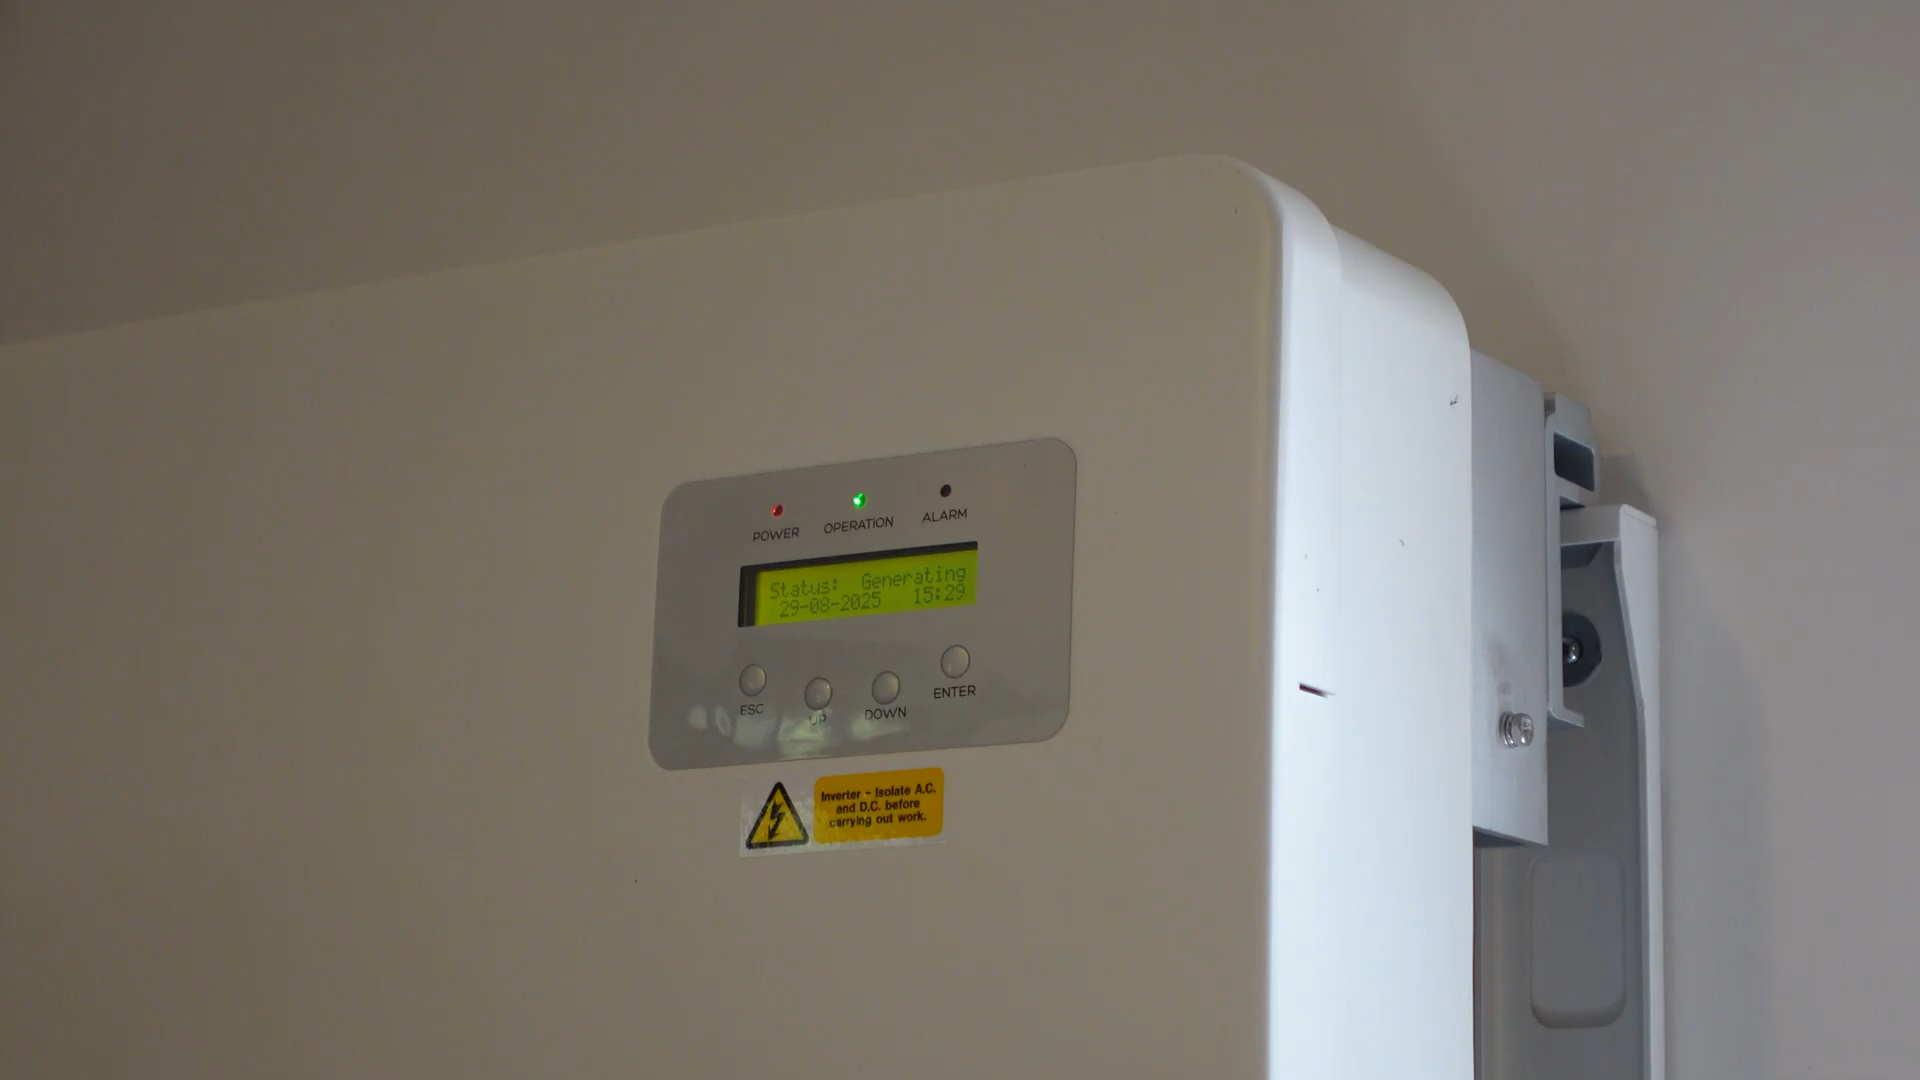 POWER OPERATION ALARM
Status: Generating
29-08-2025 15:29
ESC UP DOWN ENTER
Inverter - Isolate A.C.
and D.C. before
carrying out work.